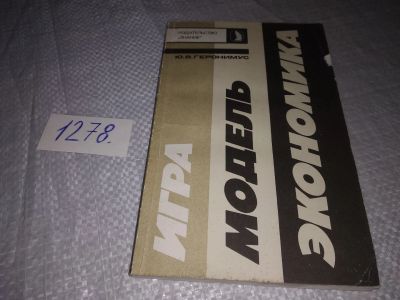 ИЗДАТЕЛЬСТВО
"ЗНАНИЕ"
Ю.В.ГЕРОНИМУС
ИГРА
МОДЕЛЬ
ЭКОНОМИКА
1278.